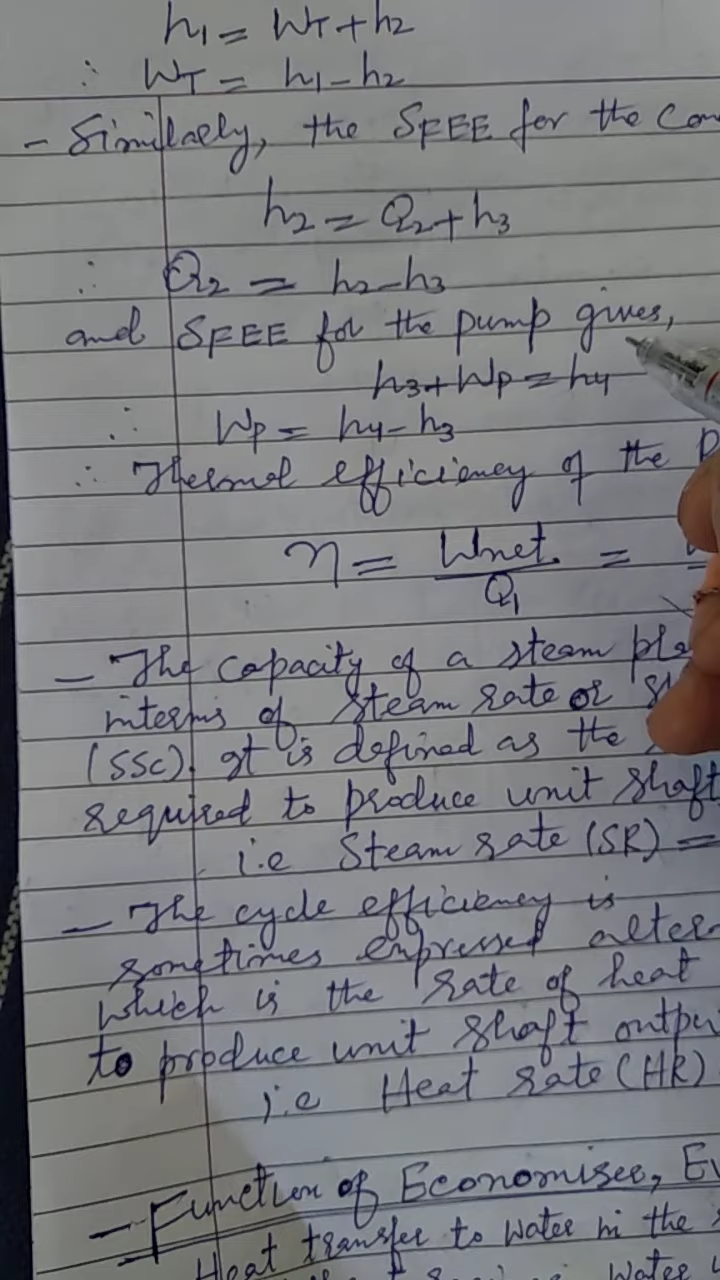 h1 = WT + h2
∴ WT = h1 - h2
- Similarly, the SFEE for the
h2 = Q2 + h3
∴ Q2 = h2 - h3
and SFEE for the pump gives,
h3 + Wp = h4
∴ Wp = h4 - h3
∴ Thermal efficiency of the
η = Wnet / Q1 =
- The capacity of a steam
interms of steam rate or
(SSC). It is defined as the
required to produce unit shaft
i.e Steam rate (SR) =
- The cycle efficiency is
sometimes expressed
which is the rate of heat
to produce unit shaft
i.e Heat rate (HR)
- Function of Economiser,
Heat transfer to water in the
water